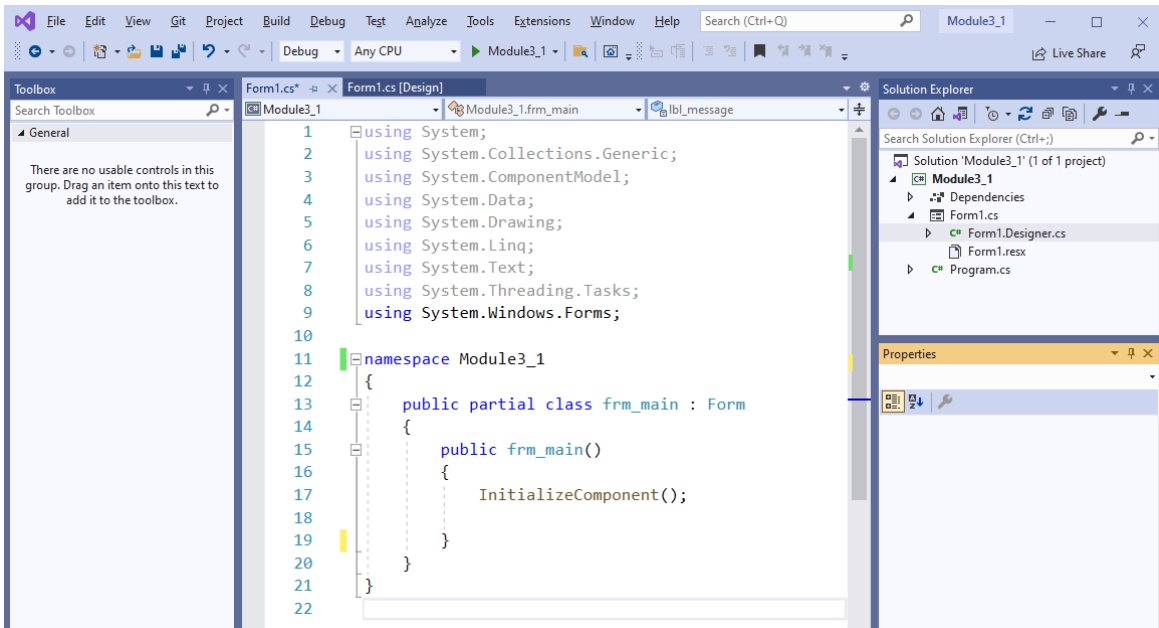 File Edit View Git Project Build Debug Test Analyze Tools Extensions Window Help Search (Ctrl+Q) Module3_1
Debug Any CPU Module3_1 Live Share
Toolbox
Search Toolbox
General
There are no usable controls in this
group. Drag an item onto this text to
add it to the toolbox.
Form1.cs* Form1.cs [Design]
Module3_1 Module3_1.frm_main lbl_message
1 using System;
2 using System.Collections.Generic;
3 using System.ComponentModel;
4 using System.Data;
5 using System.Drawing;
6 using System.Linq;
7 using System.Text;
8 using System.Threading.Tasks;
9 using System.Windows.Forms;
10
11 namespace Module3_1
12 {
13 public partial class frm_main : Form
14 {
15 public frm_main()
16 {
17 InitializeComponent();
18
19 }
20 }
21 }
22
Solution Explorer
Search Solution Explorer (Ctrl+;)
Solution 'Module3_1' (1 of 1 project)
C# Module3_1
Dependencies
Form1.cs
C# Form1.Designer.cs
Form1.resx
C# Program.cs
Properties